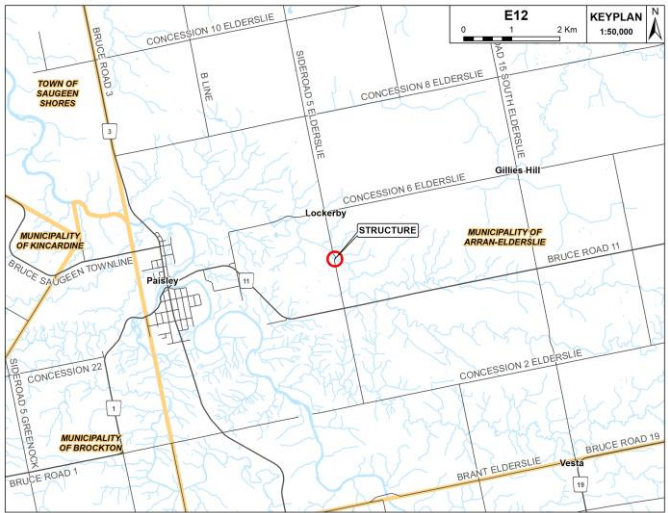 E12
0 1 2 Km
KEYPLAN
1:50,000
N
CONCESSION 10 ELDERSLIE
BRUCE ROAD 3
TOWN OF
SAUGEEN
SHORES
B LINE
SIDEROAD 5 ELDERSLIE
CONCESSION 8 ELDERSLIE
15 SOUTH ELDERSLIE
3
Gillies Hill
CONCESSION 6 ELDERSLIE
Lockerby
STRUCTURE
MUNICIPALITY OF
ARRAN-ELDERSLIE
MUNICIPALITY
OF KINCARDINE
BRUCE SAUGEEN TOWNLINE
Paisley
11
BRUCE ROAD 11
CONCESSION 22
CONCESSION 2 ELDERSLIE
SIDEROAD 5 GREENOCK
1
MUNICIPALITY
OF BROCKTON
BRUCE ROAD 1
BRANT ELDERSLIE
Vesta
BRUCE ROAD 19
19